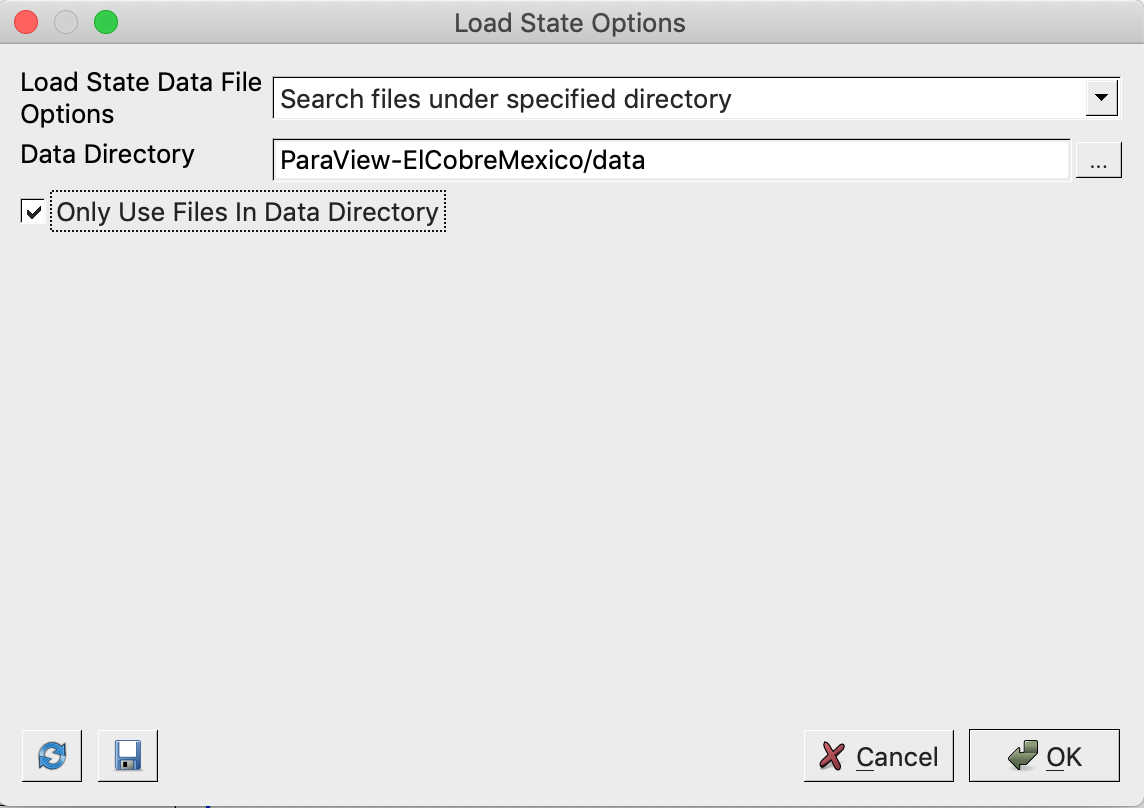 Load State Options
Load State Data File
Options
Search files under specified directory
Data Directory
ParaView-ElCobreMexico/data
...
Only Use Files In Data Directory
Cancel
OK